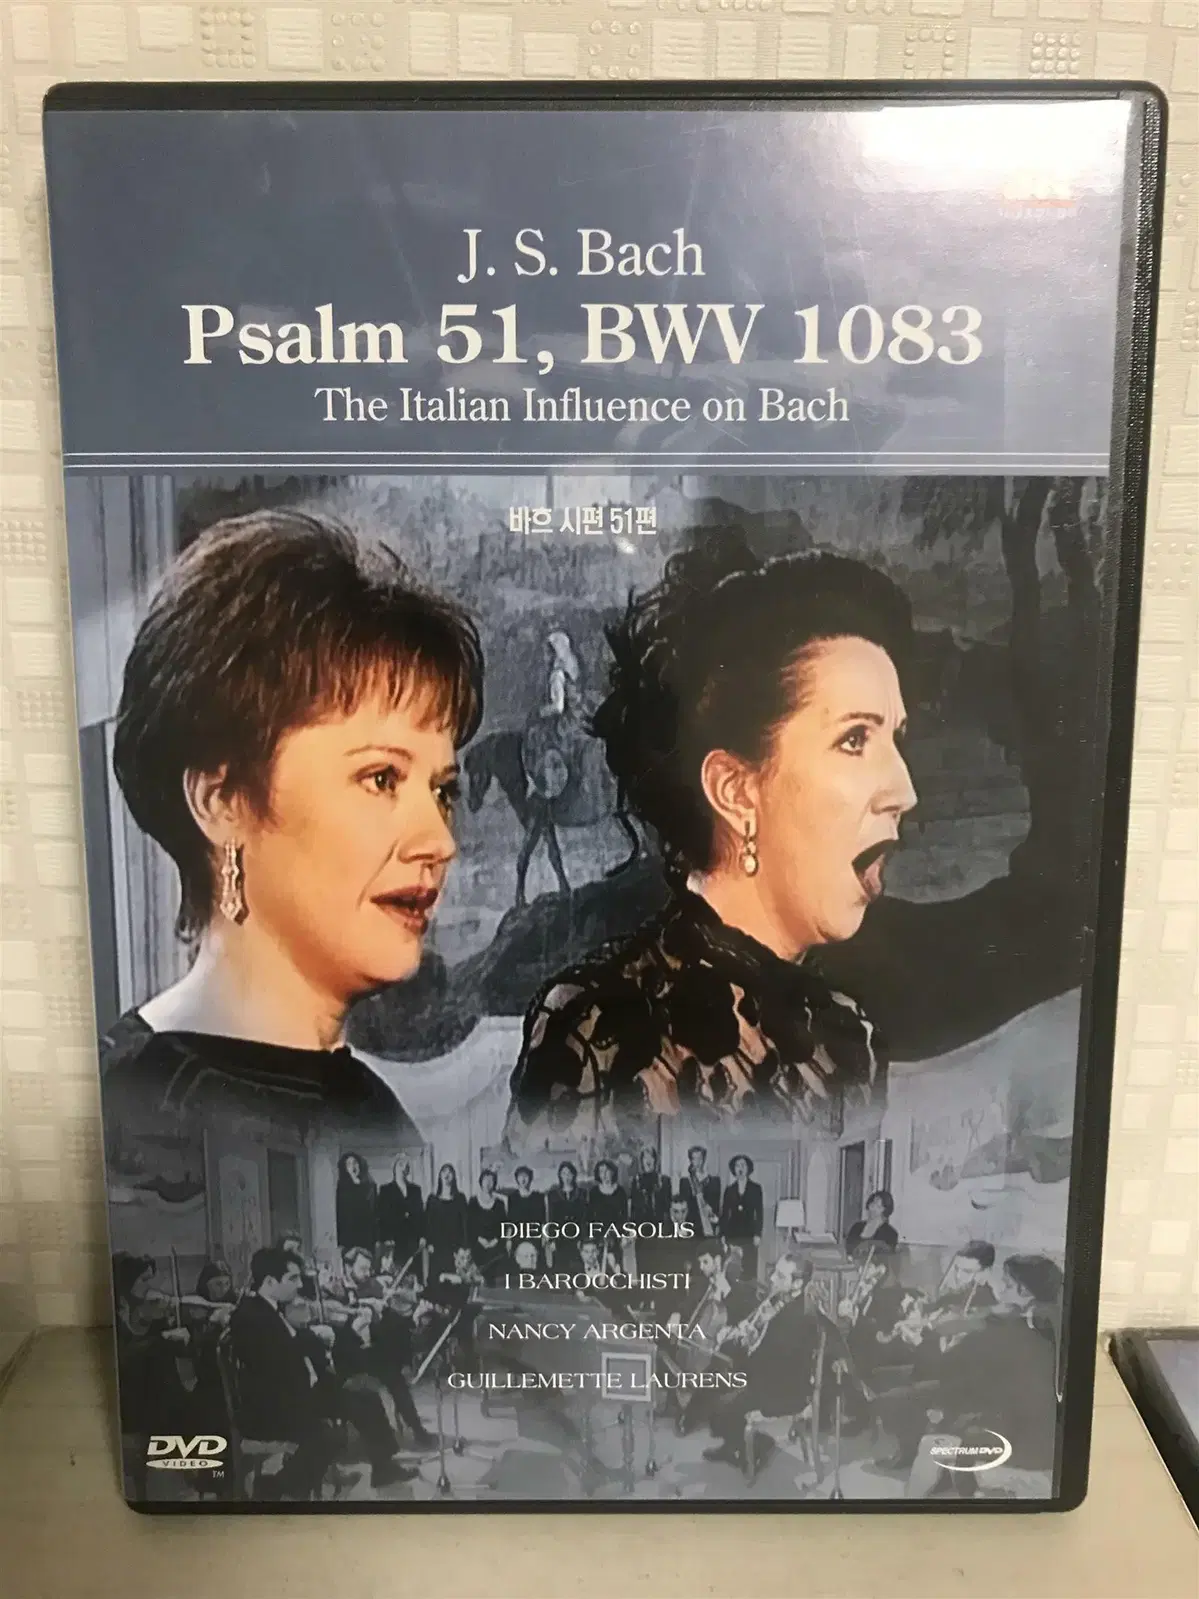 J. S. Bach
Psalm 51, BWV 1083
The Italian Influence on Bach
바흐 시편 51편
DIEGO FASOLIS
I BAROCCHISTI
NANCY ARGENTA
GUILLEMETTE LAURENS
DVD
VIDEO
TM
SPECTRUM DVD